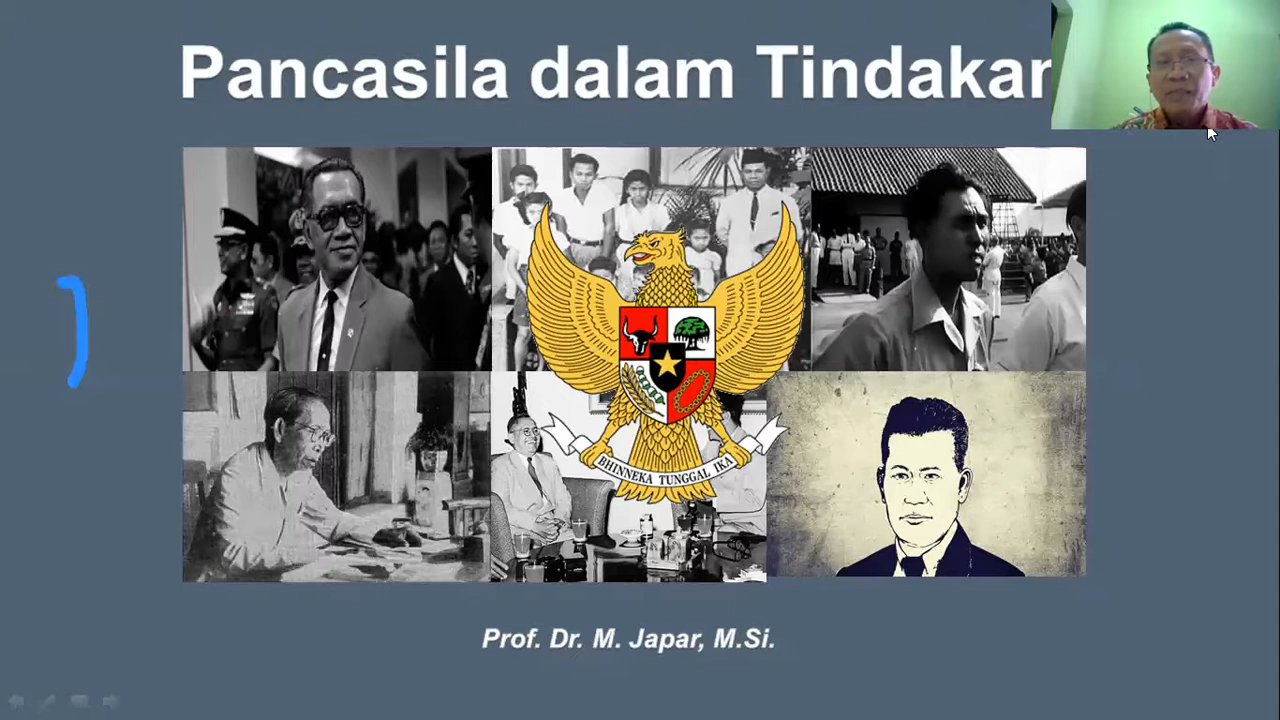 Pancasila dalam Tindakan
BHINNEKA TUNGGAL IKA
Prof. Dr. M. Japar, M.Si.